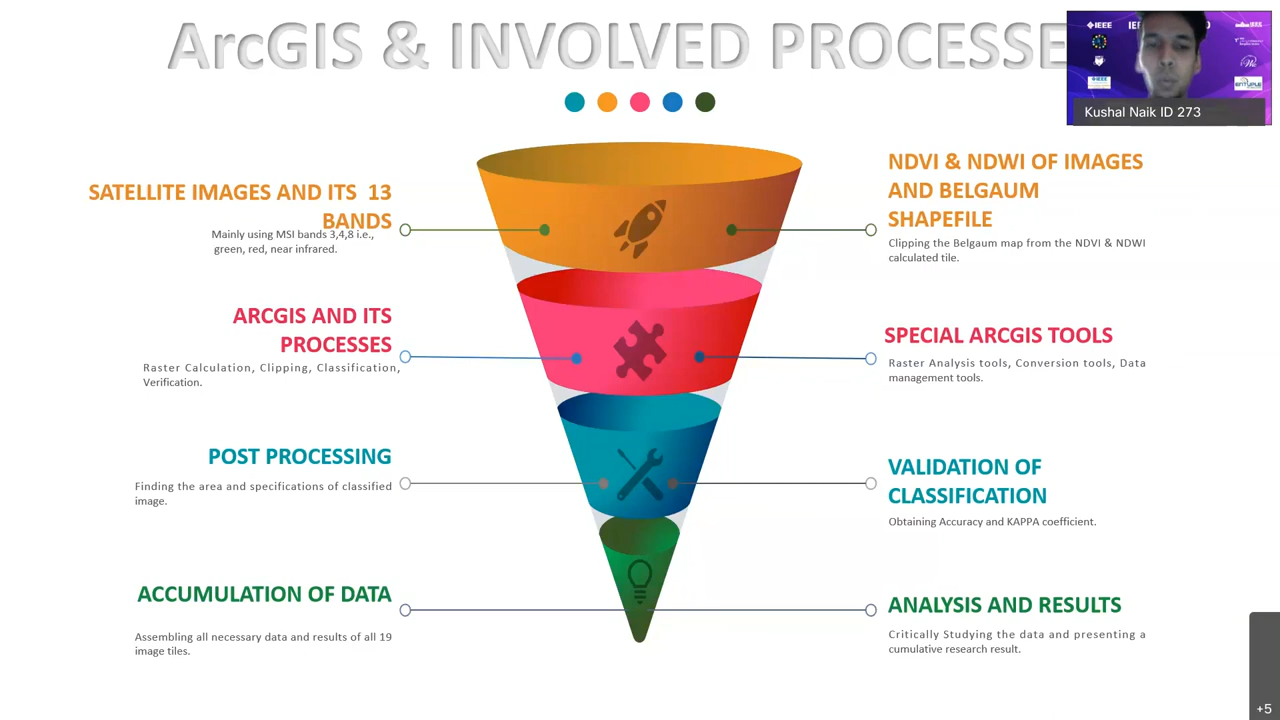 ArcGIS & INVOLVED PROCESSE
IEEE
Kushal Naik ID 273
SATELLITE IMAGES AND ITS 13
BANDS
Mainly using MSI bands 3,4,8 i.e.,
green, red, near infrared.
NDVI & NDWI OF IMAGES
AND BELGAUM
SHAPEFILE
Clipping the Belgaum map from the NDVI & NDWI
calculated tile.
ARCGIS AND ITS
PROCESSES
Raster Calculation, Clipping, Classification,
Verification.
SPECIAL ARCGIS TOOLS
Raster Analysis tools, Conversion tools, Data
management tools.
POST PROCESSING
Finding the area and specifications of classified
image.
VALIDATION OF
CLASSIFICATION
Obtaining Accuracy and KAPPA coefficient.
ACCUMULATION OF DATA
Assembling all necessary data and results of all 19
image tiles.
ANALYSIS AND RESULTS
Critically Studying the data and presenting a
cumulative research result.
+5